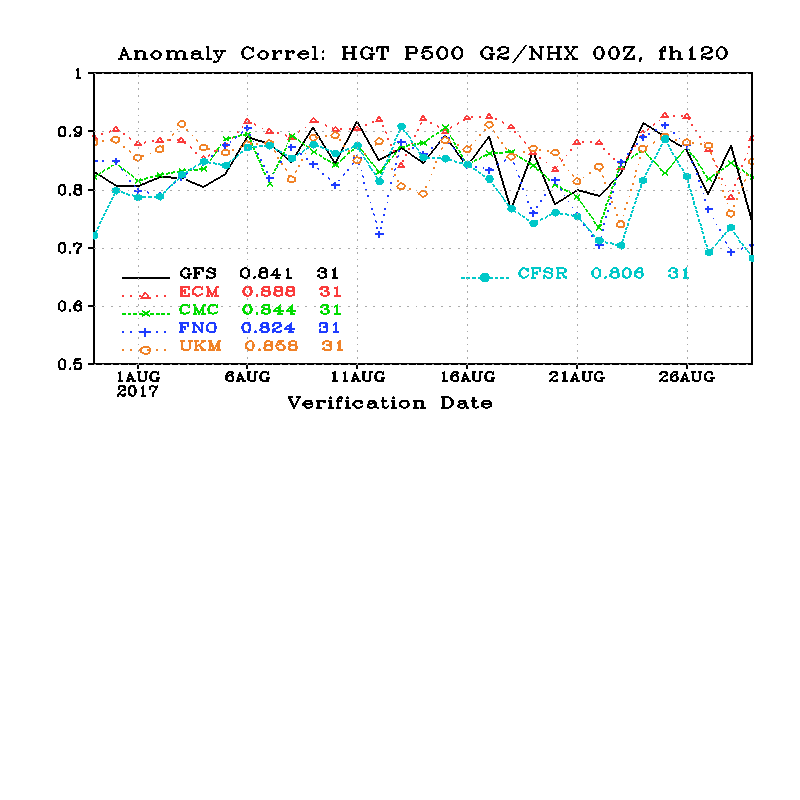 Anomaly Correl: HGT P500 G2/NHX 00Z, fh120
1
0.9
0.8
0.7
0.6
0.5
GFS 0.841 31
CFSR 0.806 31
ECM 0.888 31
CMC 0.844 31
FNO 0.824 31
UKM 0.868 31
1AUG 6AUG 11AUG 16AUG 21AUG 26AUG
2017
Verification Date